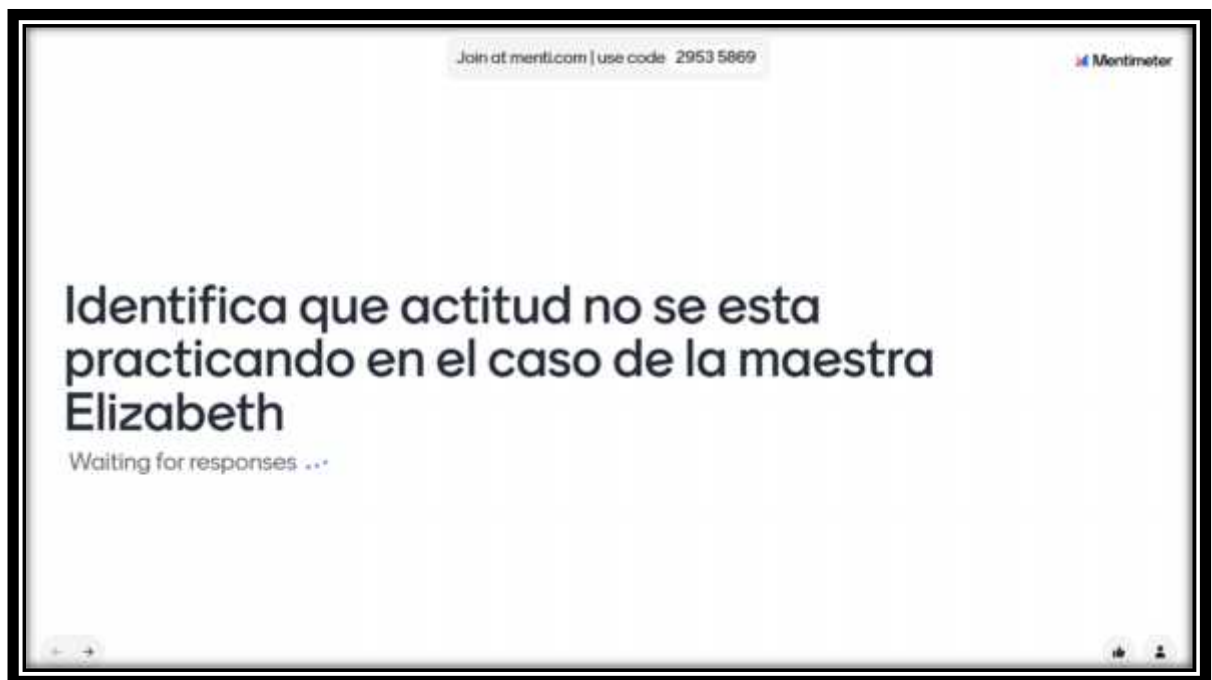 Join at menti.com | use code 2953 5869
Mentimeter
Identifica que actitud no se esta
practicando en el caso de la maestra
Elizabeth
Waiting for responses ...